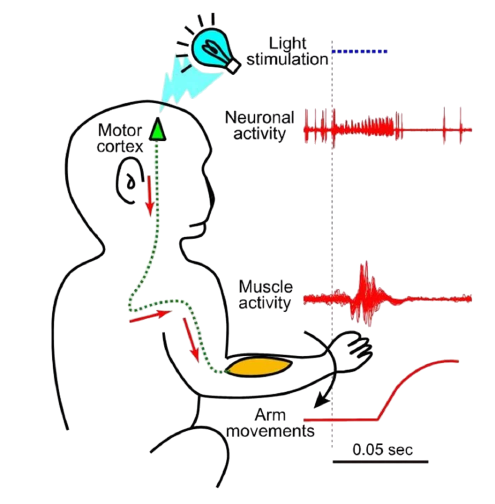 Light
stimulation
Neuronal
activity
Motor
cortex
Muscle
activity
Arm
movements
0.05 sec